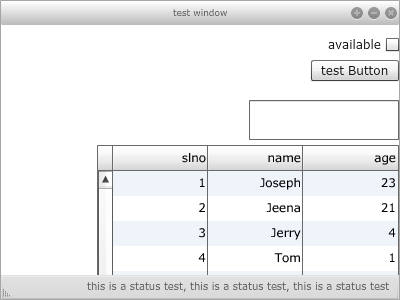 test window
available
test Button
slno name age
1 Joseph 23
2 Jeena 21
3 Jerry 4
4 Tom 1
this is a status test, this is a status test, this is a status test